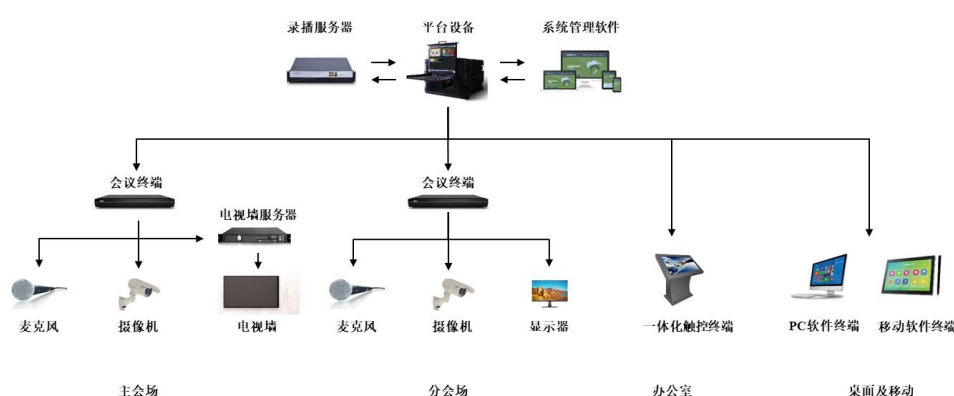 录播服务器
平台设备
系统管理软件
会议终端
会议终端
电视墙服务器
麦克风
摄像机
电视墙
麦克风
摄像机
显示器
一体化触控终端
PC软件终端
移动软件终端
主会场
分会场
办公室
桌面及移动